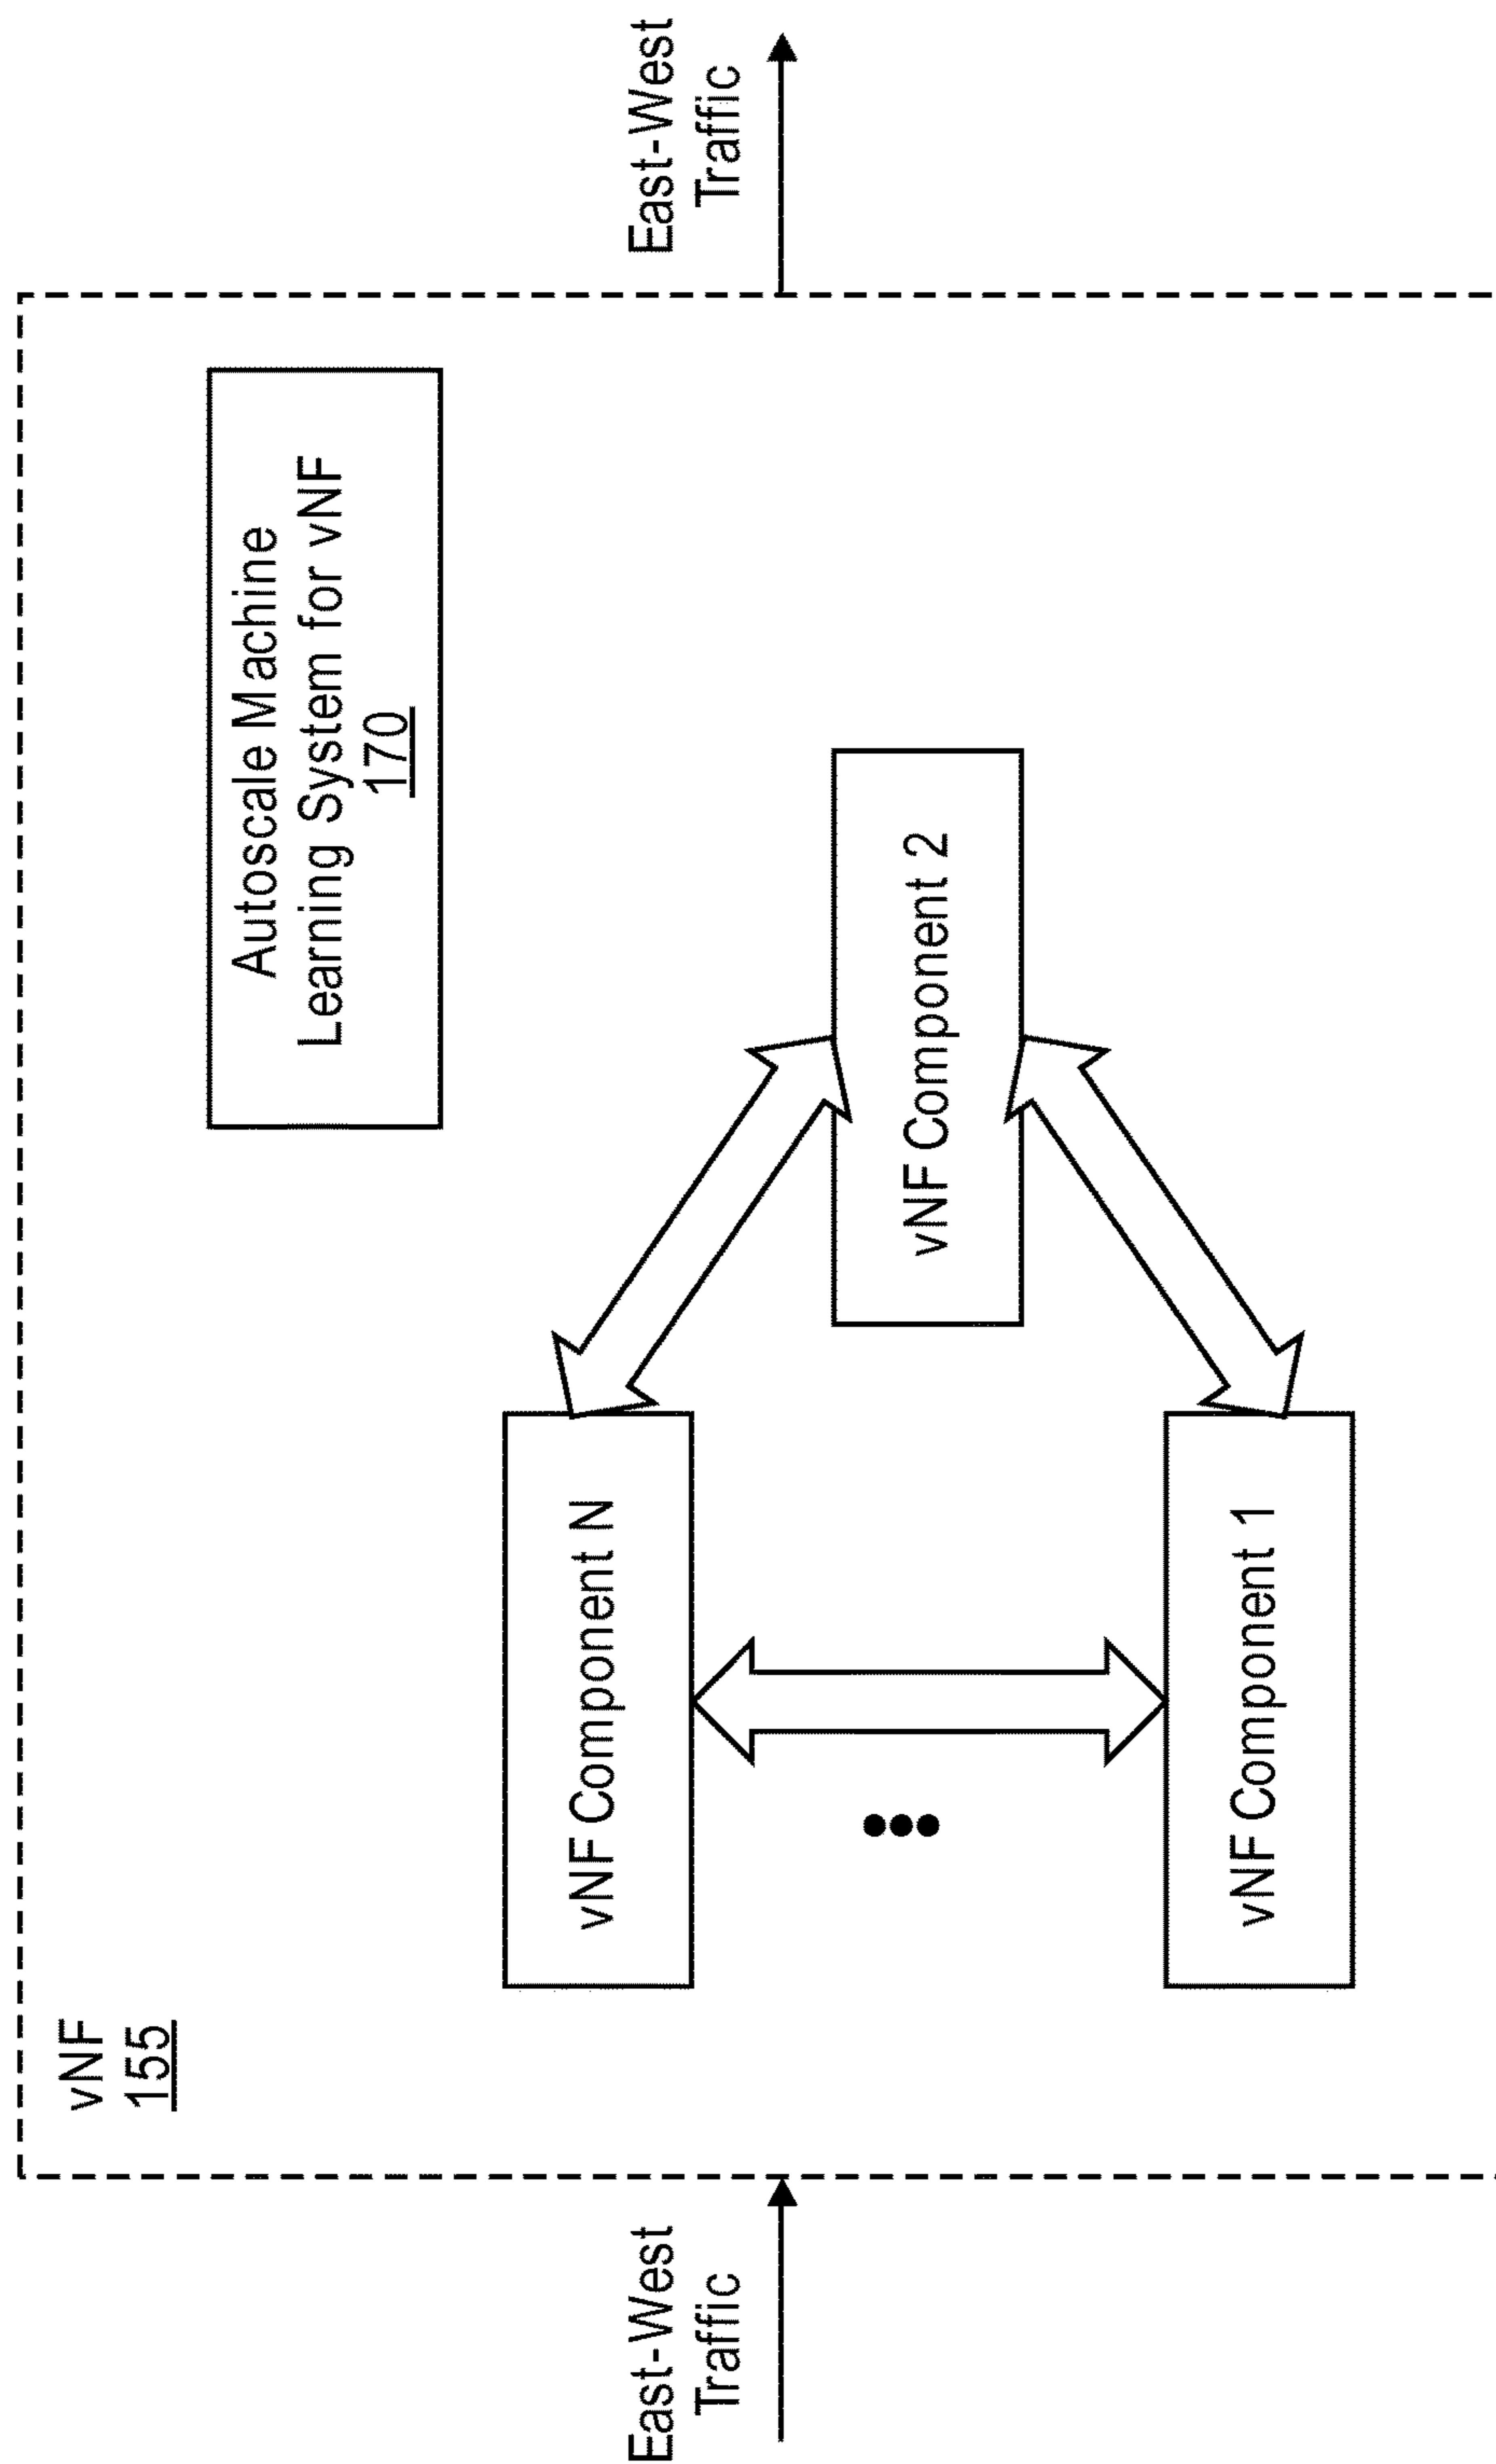 vNF
155
Autoscale Machine
Learning System for vNF
170
East-West
Traffic
East-West
Traffic
vNF Component N
vNF Component 2
vNF Component 1